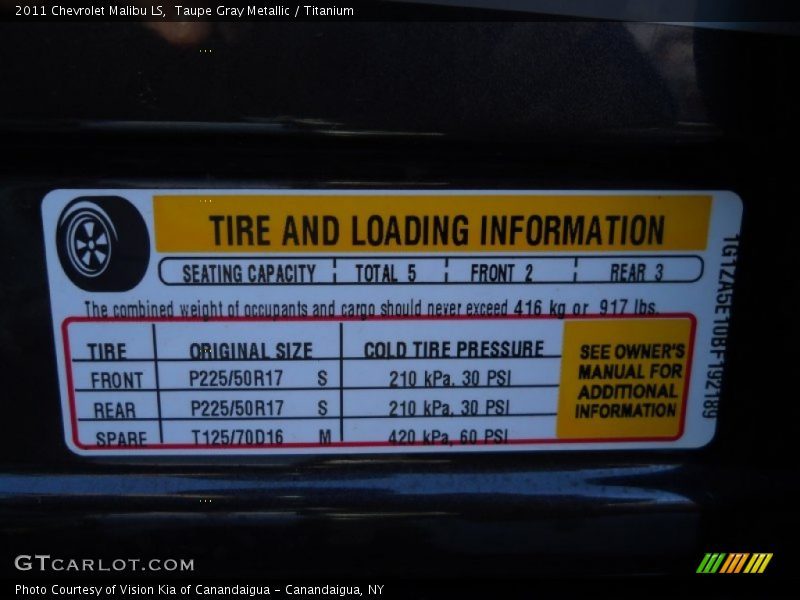 2011 Chevrolet Malibu LS, Taupe Gray Metallic / Titanium
TIRE AND LOADING INFORMATION
SEATING CAPACITY TOTAL 5 FRONT 2 REAR 3
The combined weight of occupants and cargo should never exceed 416 kg or 917 lbs.
TIRE ORIGINAL SIZE COLD TIRE PRESSURE
FRONT P225/50R17 S 210 kPa, 30 PSI
REAR P225/50R17 S 210 kPa, 30 PSI
SPARE T125/70D16 M 420 kPa, 60 PSI
SEE OWNER'S
MANUAL FOR
ADDITIONAL
INFORMATION
1G1ZA5E10BF192189
GTCARLOT.COM
Photo Courtesy of Vision Kia of Canandaigua - Canandaigua, NY